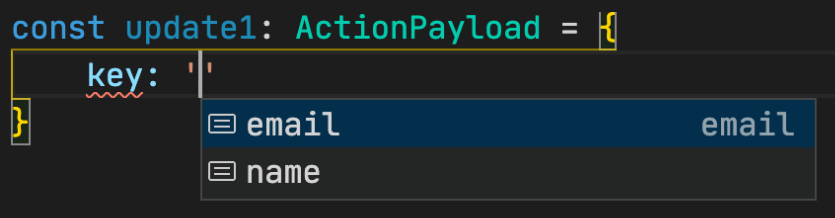 const update1: ActionPayload = {
key: ''
email email
name
}